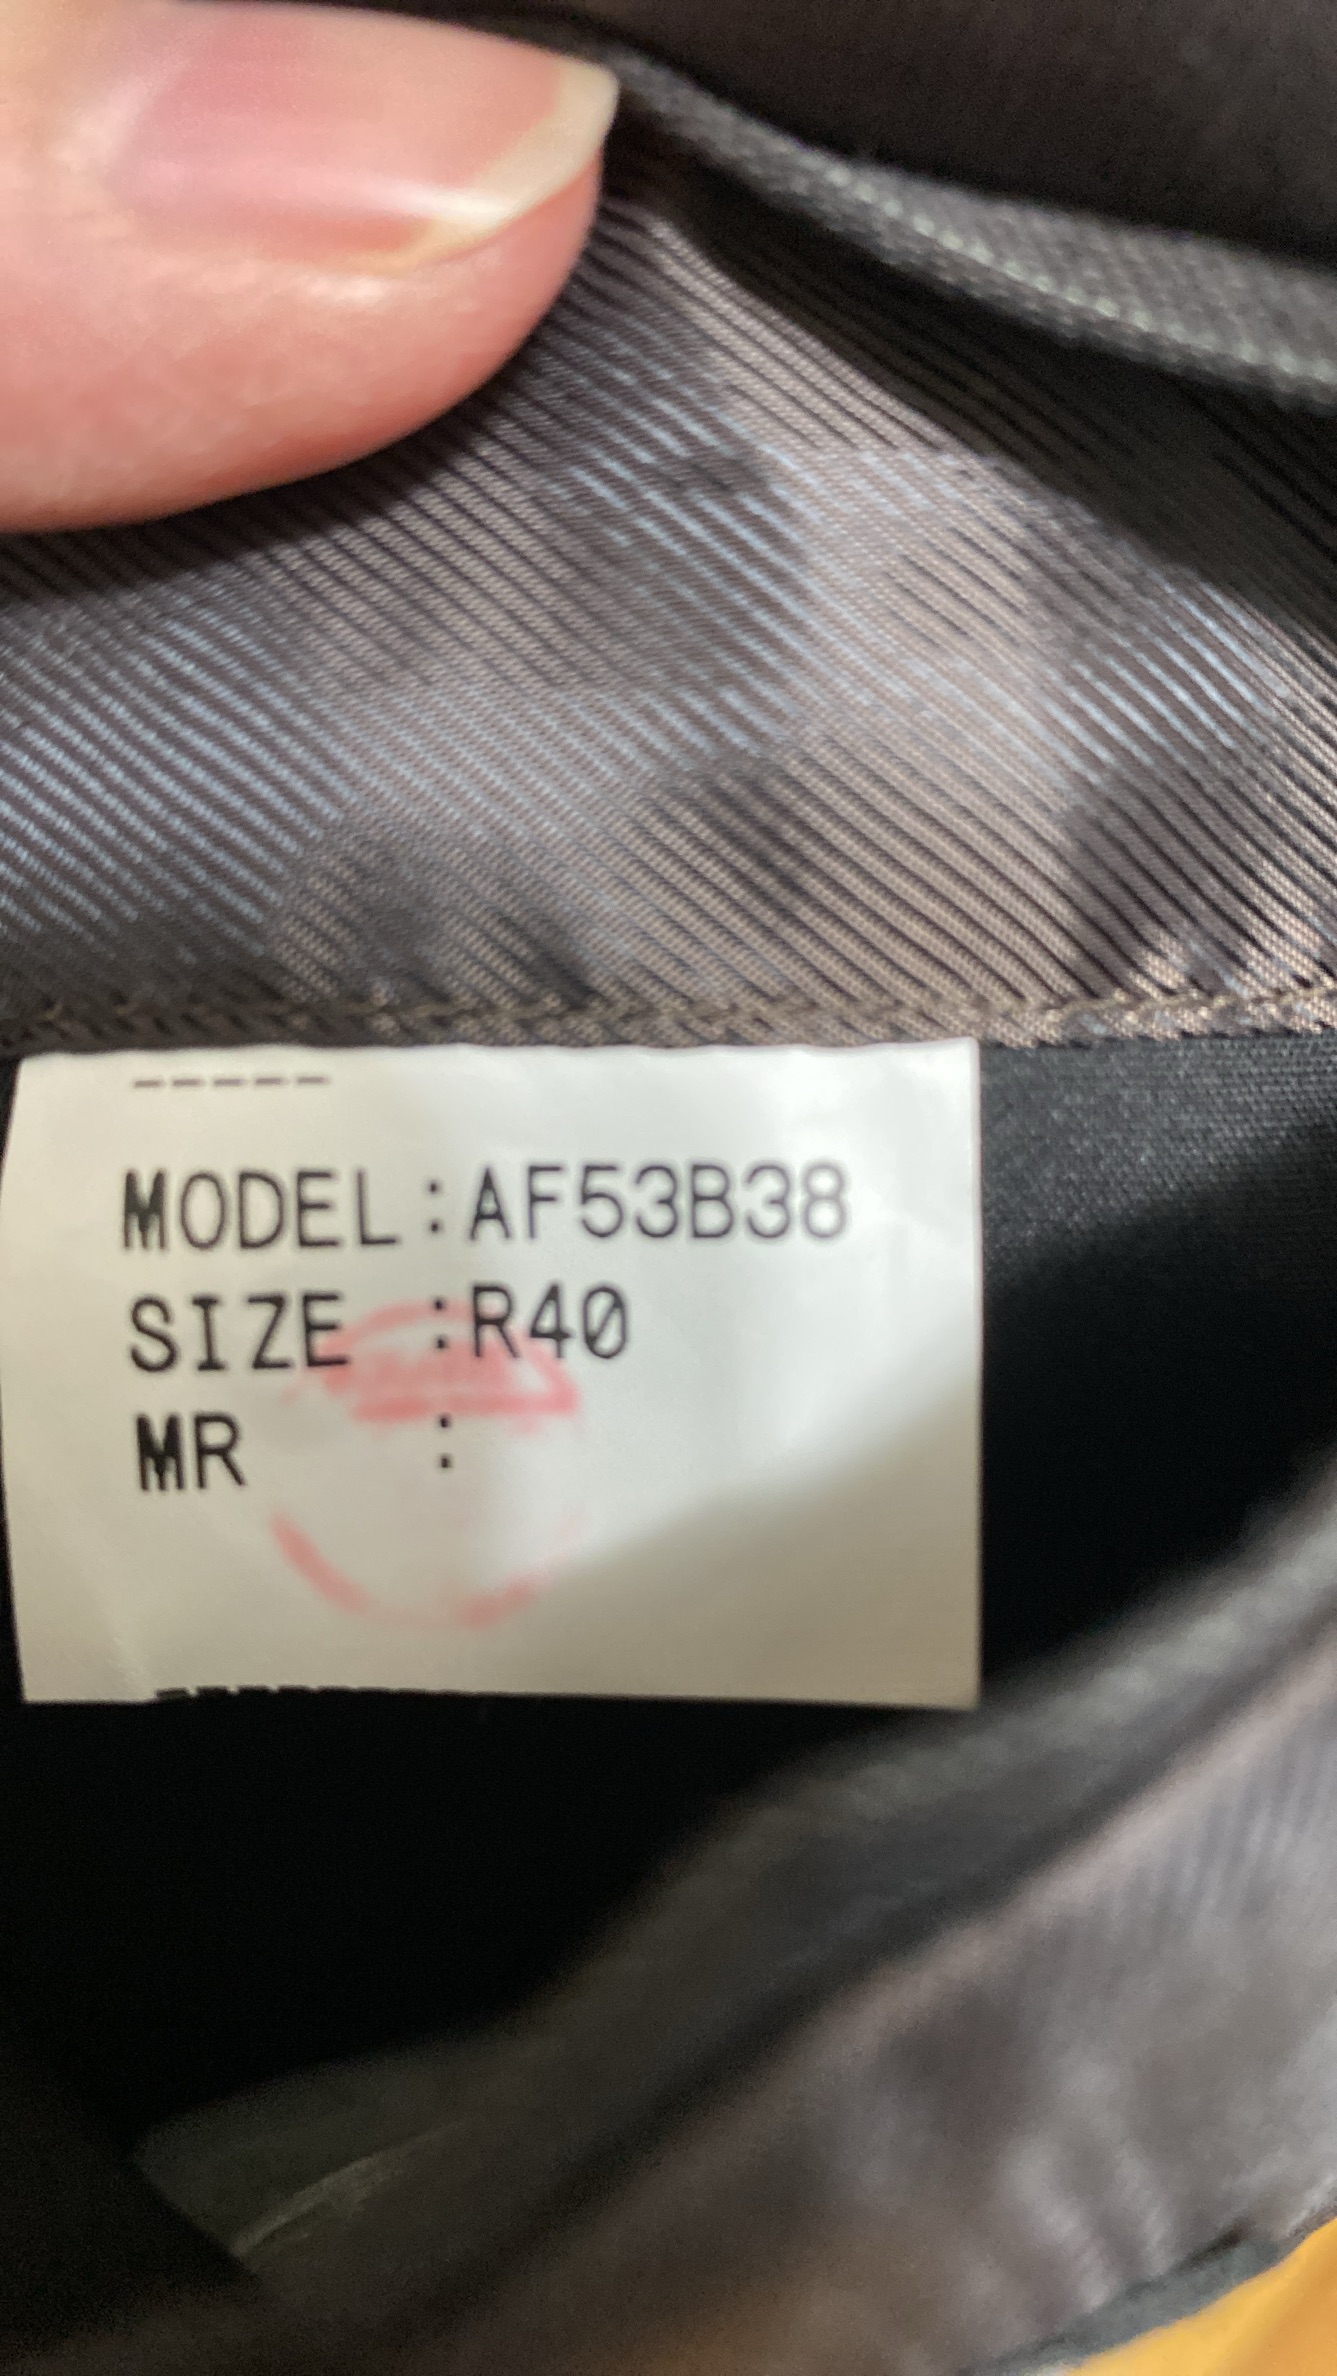 -----
MODEL:AF53B38
SIZE :R40
MR :